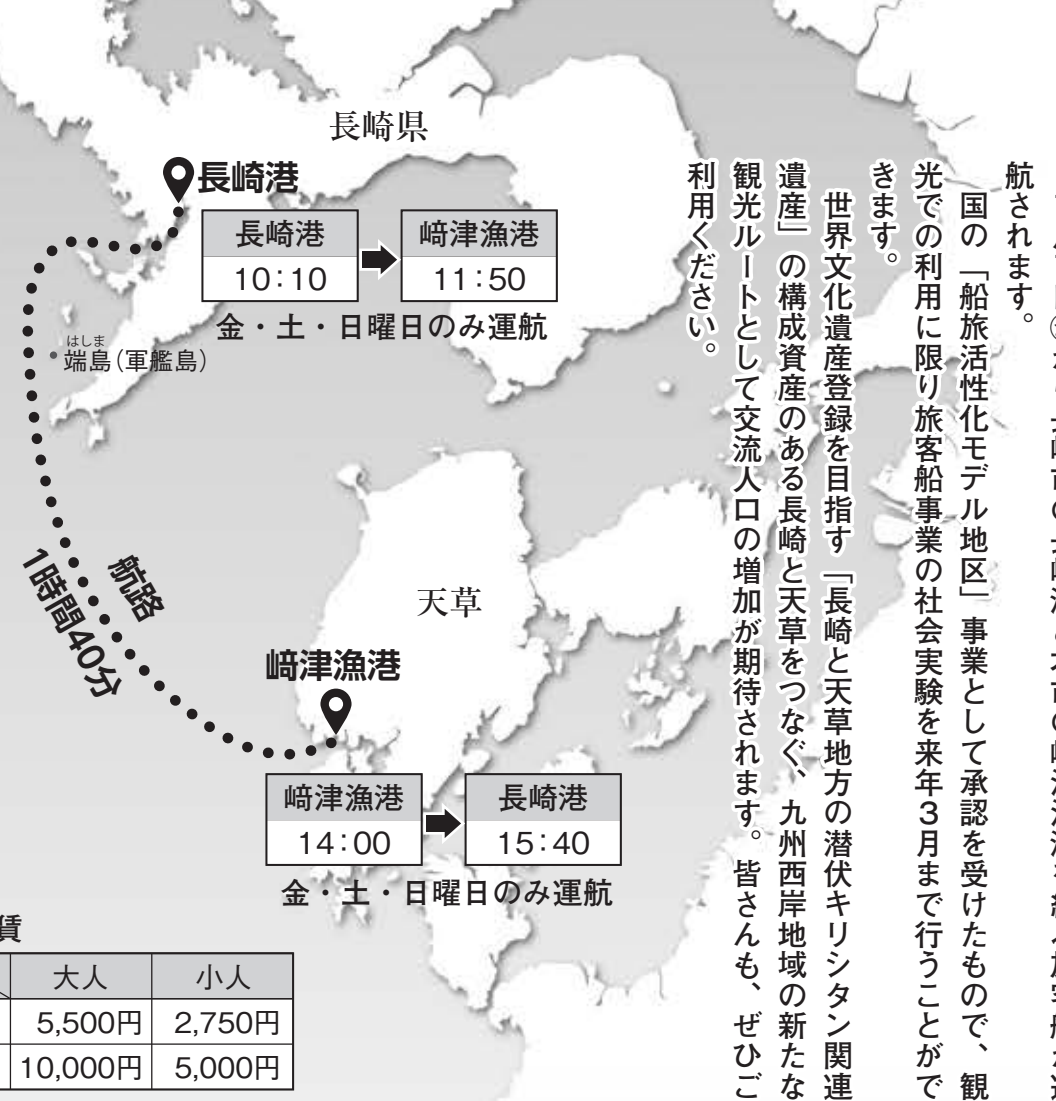 航されます。
国の「船旅活性化モデル地区」事業として承認を受けたもので、観
光での利用に限り旅客船事業の社会実験を来年３月まで行うことがで
きます。
世界文化遺産登録を目指す「長崎と天草地方の潜伏キリシタン関連
遺産」の構成資産のある長崎と天草をつなぐ、九州西岸地域の新たな
観光ルートとして交流人口の増加が期待されます。皆さんも、ぜひご
利用ください。
長崎県
長崎港
長崎港 10：10 ➡ 﨑津漁港 11：50
金・土・日曜日のみ運航
はしま
端島（軍艦島）
航路
1時間40分
天草
﨑津漁港
﨑津漁港 14：00 ➡ 長崎港 15：40
金・土・日曜日のみ運航
賃
大人 小人
5,500円 2,750円
10,000円 5,000円